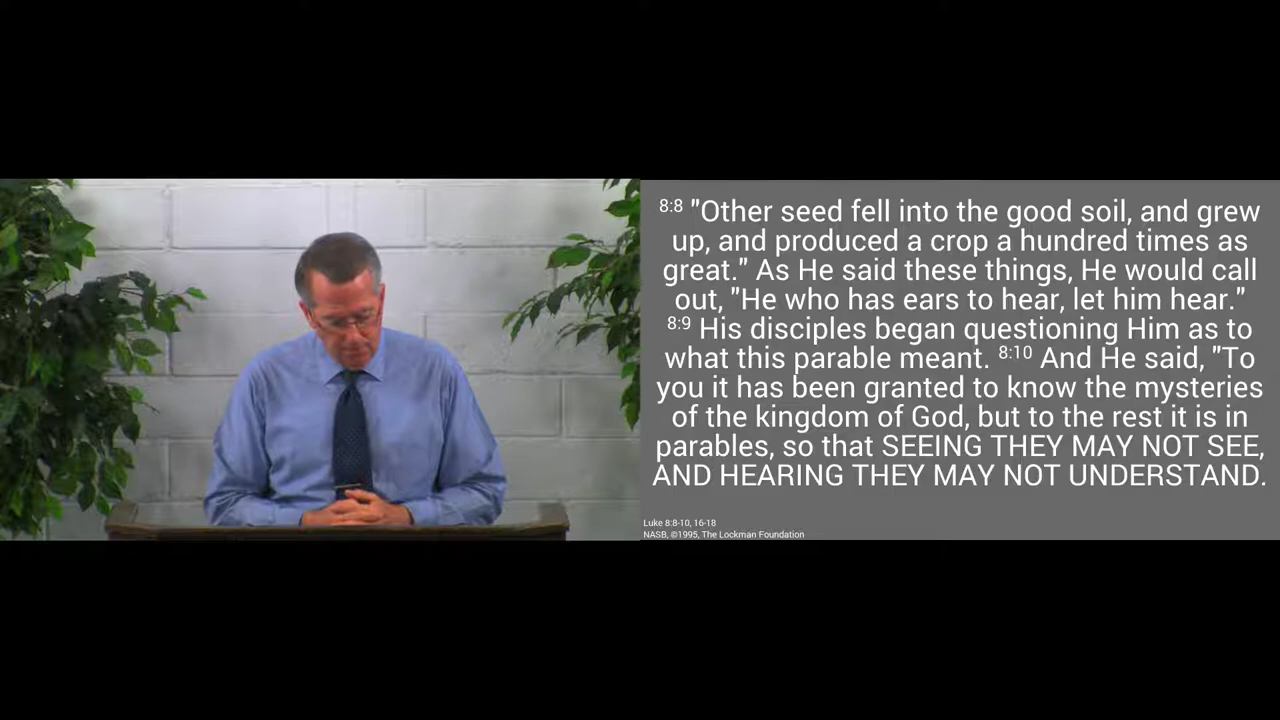 8:8 "Other seed fell into the good soil, and grew
up, and produced a crop a hundred times as
great." As He said these things, He would call
out, "He who has ears to hear, let him hear."
8:9 His disciples began questioning Him as to
what this parable meant. 8:10 And He said, "To
you it has been granted to know the mysteries
of the kingdom of God, but to the rest it is in
parables, so that SEEING THEY MAY NOT SEE,
AND HEARING THEY MAY NOT UNDERSTAND.
Luke 8:8-10, 16-18
NASB, ©1995, The Lockman Foundation